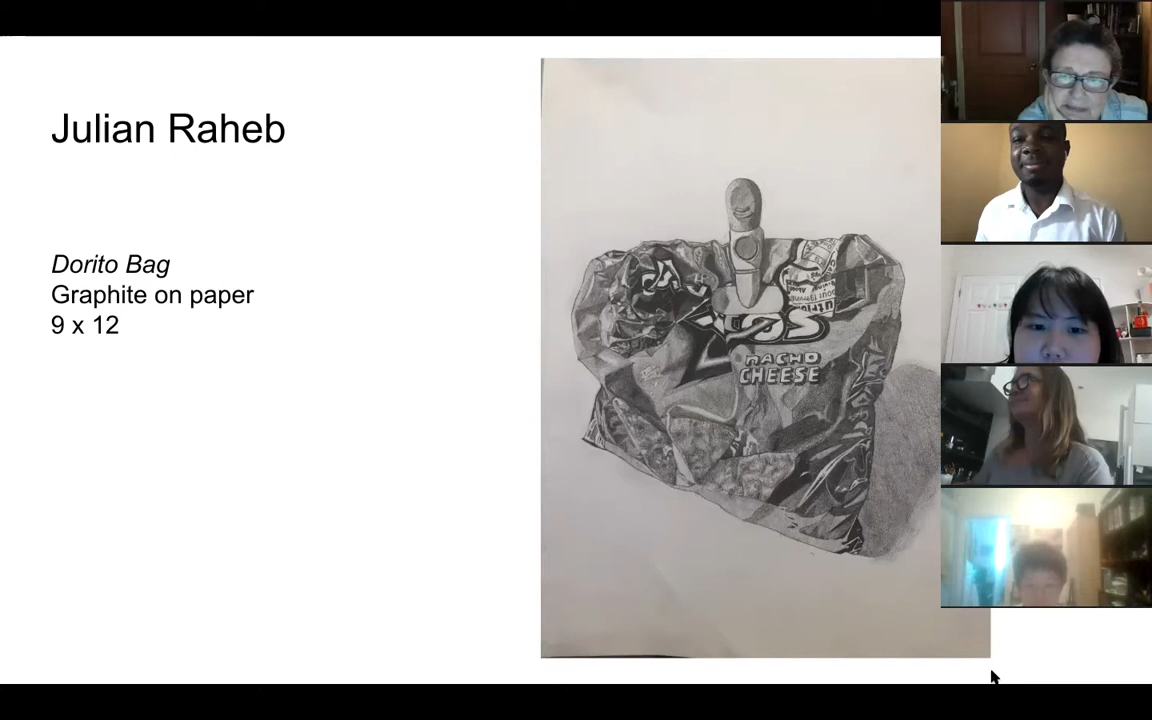 Julian Raheb
Dorito Bag
Graphite on paper
9 x 12
NACHO
CHEESE